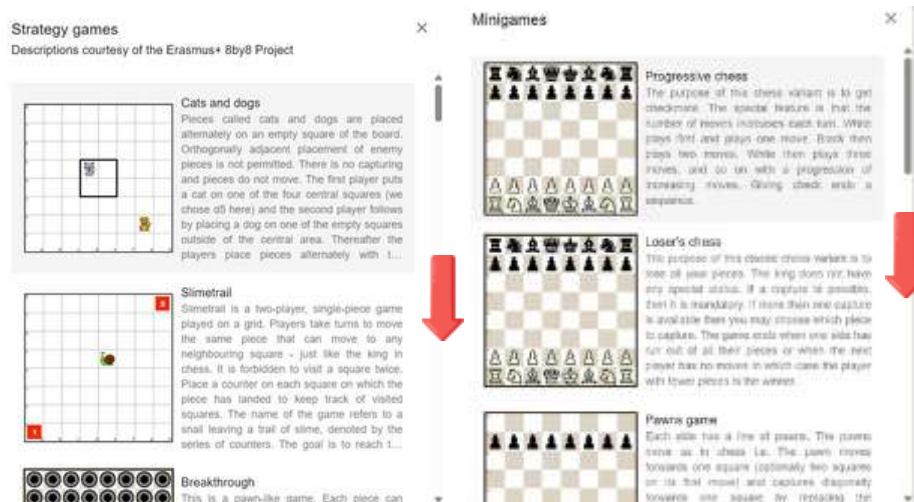 Strategy games
Descriptions courtesy of the Erasmus+ 8by8 Project
Cats and dogs
Pieces called cats and dogs are placed
alternately on an empty square of the board.
Orthogonally adjacent placement of enemy
pieces is not permitted. There is no capturing
and pieces do not move. The first player puts
a cat on one of the four central squares (we
chose d5 here) and the second player follows
by placing a dog on one of the empty squares
outside of the central area. Thereafter the
players place pieces alternately with t...
3
1
Slimetrail
Slimetrail is a two-player, single-piece game
played on a grid. Players take turns to move
the same piece that can move to any
neighbouring square - just like the king in
chess. It is forbidden to visit a square twice.
Place a counter on each square on which the
piece has landed to keep track of visited
squares. The name of the game refers to a
snail leaving a trail of slime, denoted by the
series of counters. The goal is to reach t...
Breakthrough
This is a pawn-like game. Each piece can
Minigames
Progressive chess
The purpose of this chess variant is to get
checkmate. The special feature is that the
number of moves increases each turn. White
plays first and plays one move. Black then
plays two moves. White then plays three
moves, and so on with a progression of
increasing moves. Giving check ends a
sequence.
Loser's chess
The purpose of this classic chess variant is to
lose all your pieces. The king does not have
any special status. If a capture is possible,
then it is mandatory. If more than one capture
is available then you may choose which piece
to capture. The game ends when one side has
run out of all their pieces or when the next
player has no moves in which case the player
with fewer pieces is the winner.
Pawns game
Each side has a line of pawns. The pawns
move as in chess i.e. The pawn moves
forwards one square (optionally two squares
on its first move) and captures diagonally
forwards one square by replacing the